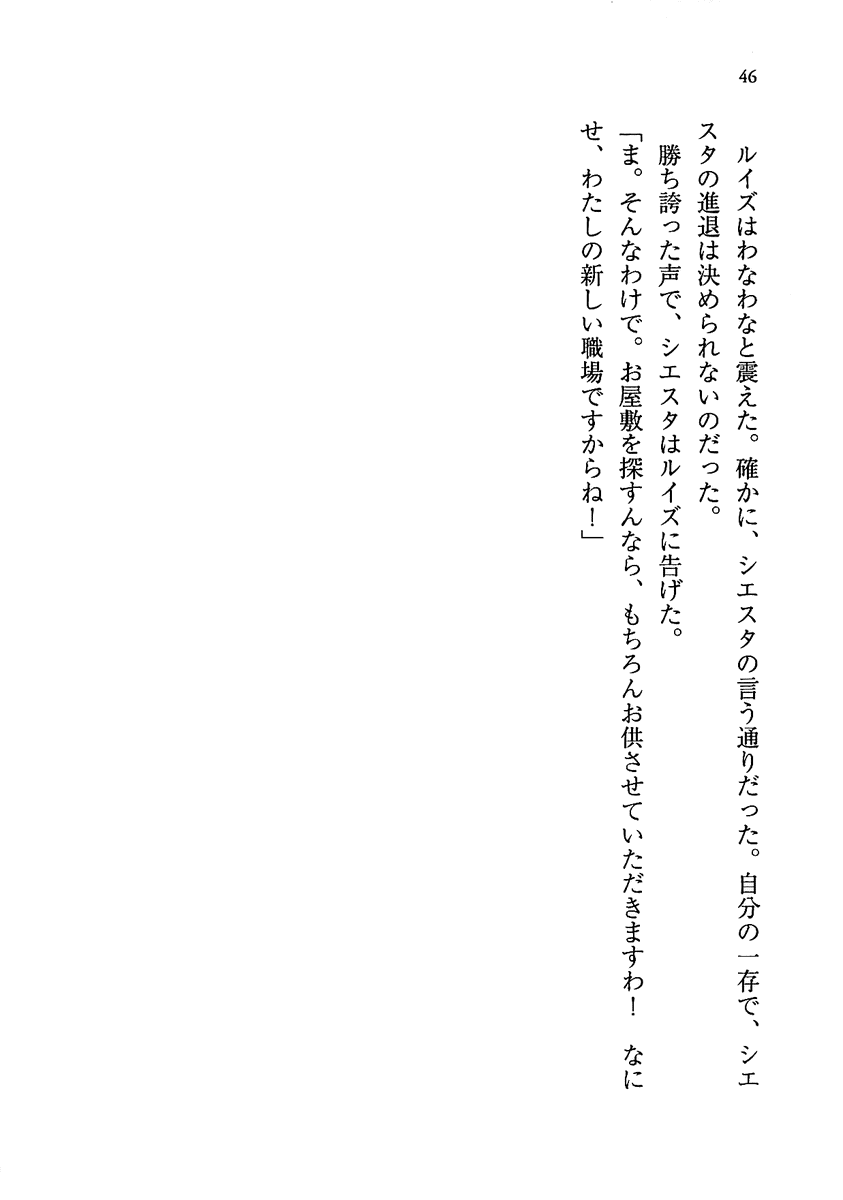 46
　ルイズはわなわなと震えた。確かに、シエスタの言う通りだった。自分の一存で、シエ
スタの進退は決められないのだった。
　勝ち誇った声で、シエスタはルイズに告げた。
「ま。そんなわけで。お屋敷を探すんなら、もちろんお供させていただきますわ！　なに
せ、わたしの新しい職場ですからね！」